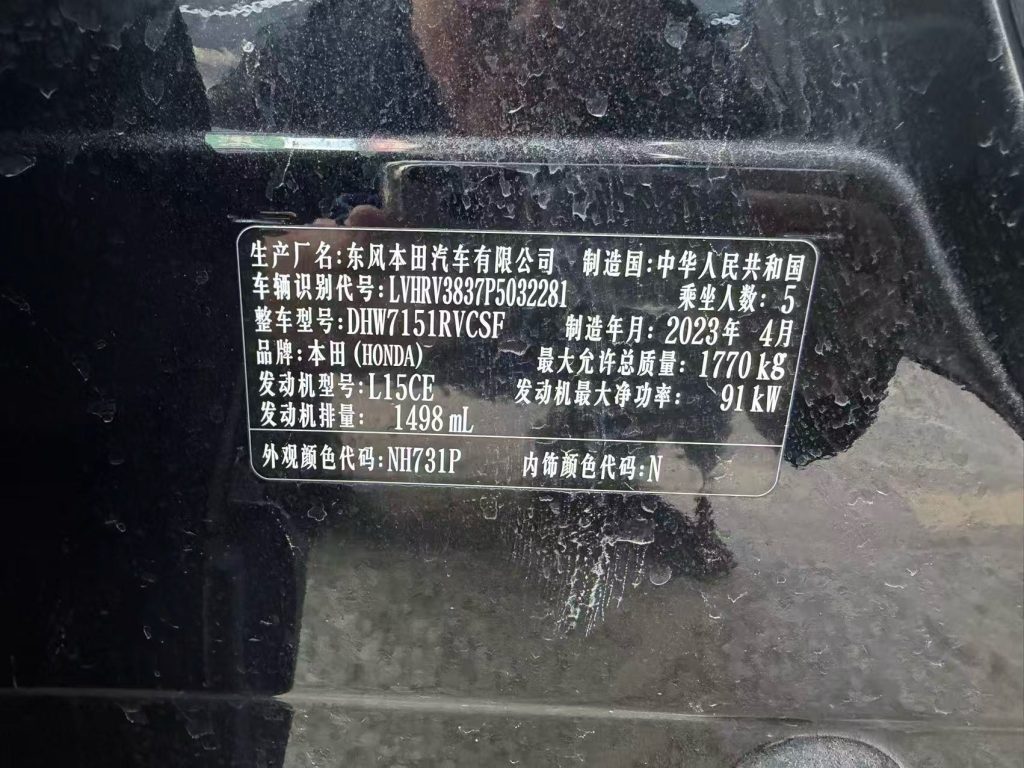 生产厂名:东风本田汽车有限公司 制造国:中华人民共和国
车辆识别代号:LVHRV3837P5032281 乘坐人数: 5
整车型号:DHW7151RVCSF 制造年月: 2023年 4月
品牌:本田(HONDA) 最大允许总质量: 1770 kg
发动机型号:L15CE 发动机最大净功率: 91 kW
发动机排量: 1498 mL
外观颜色代码:NH731P 内饰颜色代码:N